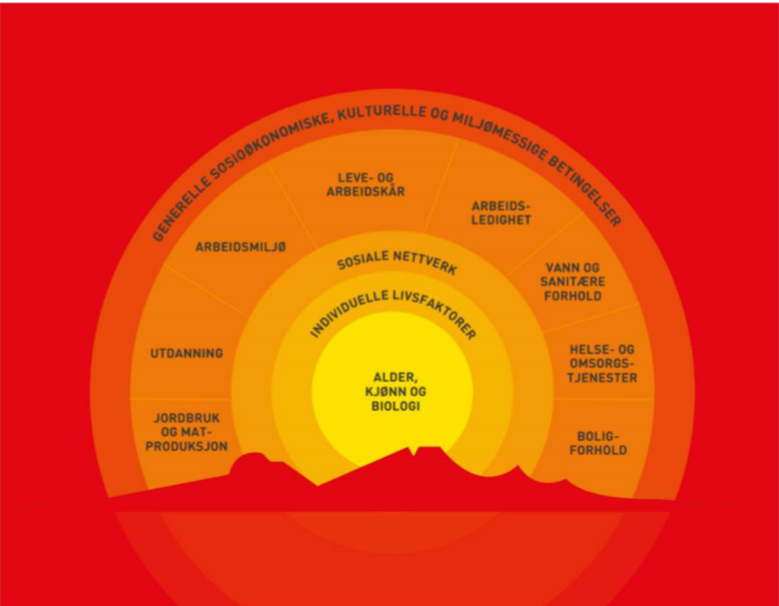 GENERELLE SOSIOØKONOMISKE, KULTURELLE OG MILJØMESSIGE BETINGELSER
LEVE- OG
ARBEIDSKÅR
ARBEIDS-
LEDIGHET
ARBEIDSMILJØ
SOSIALE NETTVERK
VANN OG
SANITÆRE
FORHOLD
INDIVIDUELLE LIVSFAKTORER
UTDANNING
HELSE- OG
OMSORGS-
TJENESTER
ALDER,
KJØNN OG
BIOLOGI
JORDBRUK
OG MAT-
PRODUKSJON
BOLIG-
FORHOLD